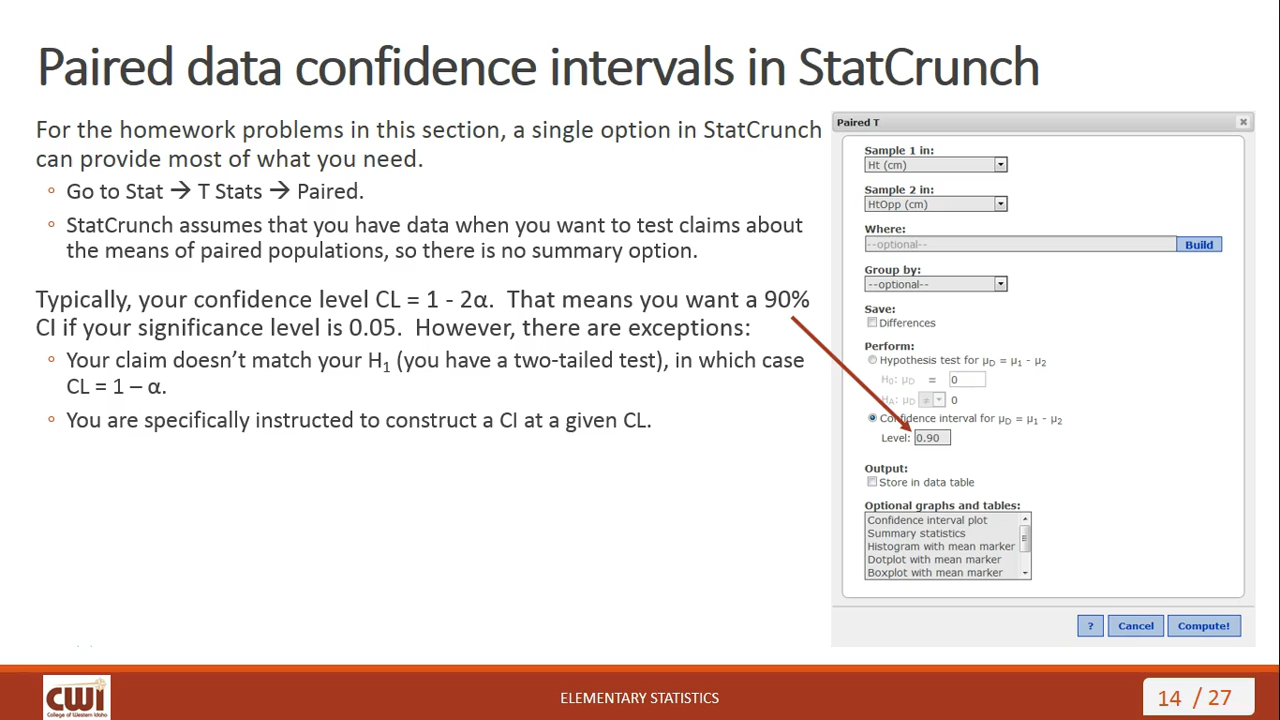 Paired data confidence intervals in StatCrunch
For the homework problems in this section, a single option in StatCrunch
can provide most of what you need.
◦ Go to Stat → T Stats → Paired.
◦ StatCrunch assumes that you have data when you want to test claims about
the means of paired populations, so there is no summary option.
Typically, your confidence level CL = 1 - 2α. That means you want a 90%
CI if your significance level is 0.05. However, there are exceptions:
◦ Your claim doesn’t match your H₁ (you have a two-tailed test), in which case
CL = 1 – α.
◦ You are specifically instructed to construct a CI at a given CL.
Paired T
Sample 1 in:
Ht (cm)
Sample 2 in:
HtOpp (cm)
Where:
--optional-- Build
Group by:
--optional--
Save:
Differences
Perform:
Hypothesis test for μD = μ₁ - μ₂
H₀: μD = 0
HA: μD ≠ 0
Confidence interval for μD = μ₁ - μ₂
Level: 0.90
Output:
Store in data table
Optional graphs and tables:
Confidence interval plot
Summary statistics
Histogram with mean marker
Dotplot with mean marker
Boxplot with mean marker
? Cancel Compute!
CWI
College of Western Idaho
ELEMENTARY STATISTICS
14 / 27